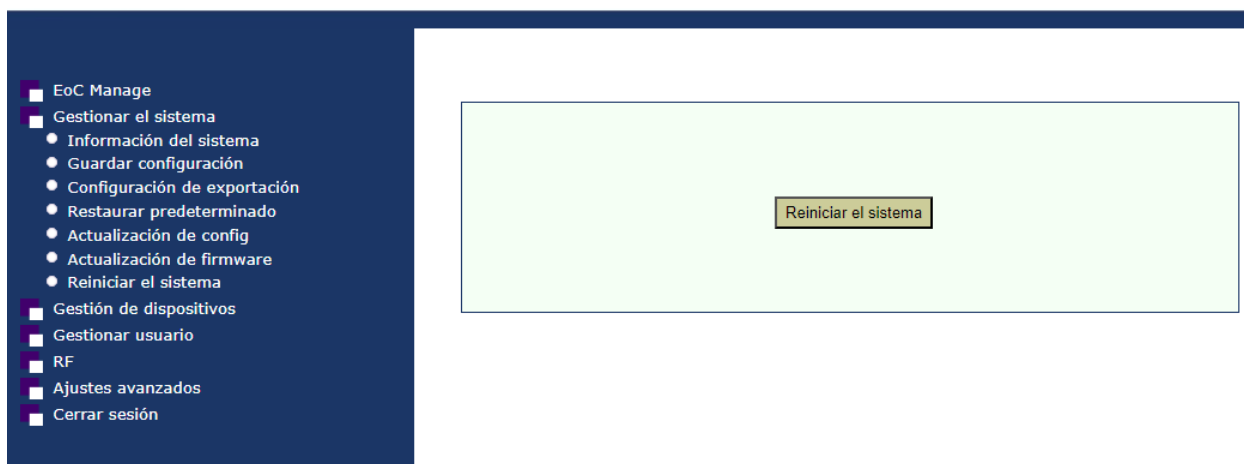 EoC Manage
Gestionar el sistema
Información del sistema
Guardar configuración
Configuración de exportación
Restaurar predeterminado
Actualización de config
Actualización de firmware
Reiniciar el sistema
Gestión de dispositivos
Gestionar usuario
RF
Ajustes avanzados
Cerrar sesión
Reiniciar el sistema